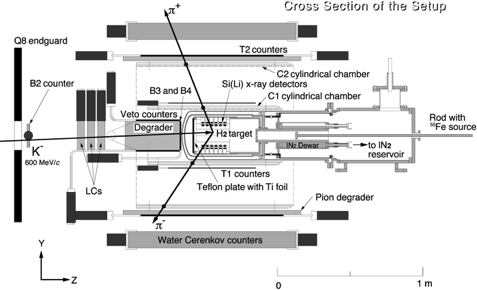 Cross Section of the Setup
π+
Q8 endguard
T2 counters
B2 counter
C2 cylindrical chamber
Si(Li) x-ray detectors
B3 and B4
C1 cylindrical chamber
Veto counters
Degrader
H2 target
Rod with
55Fe source
K-
600 MeV/c
lN2 Dewar
to lN2
reservoir
LCs
T1 counters
Teflon plate with Ti foil
π-
Pion degrader
Water Cerenkov counters
Y
Z
0
1 m